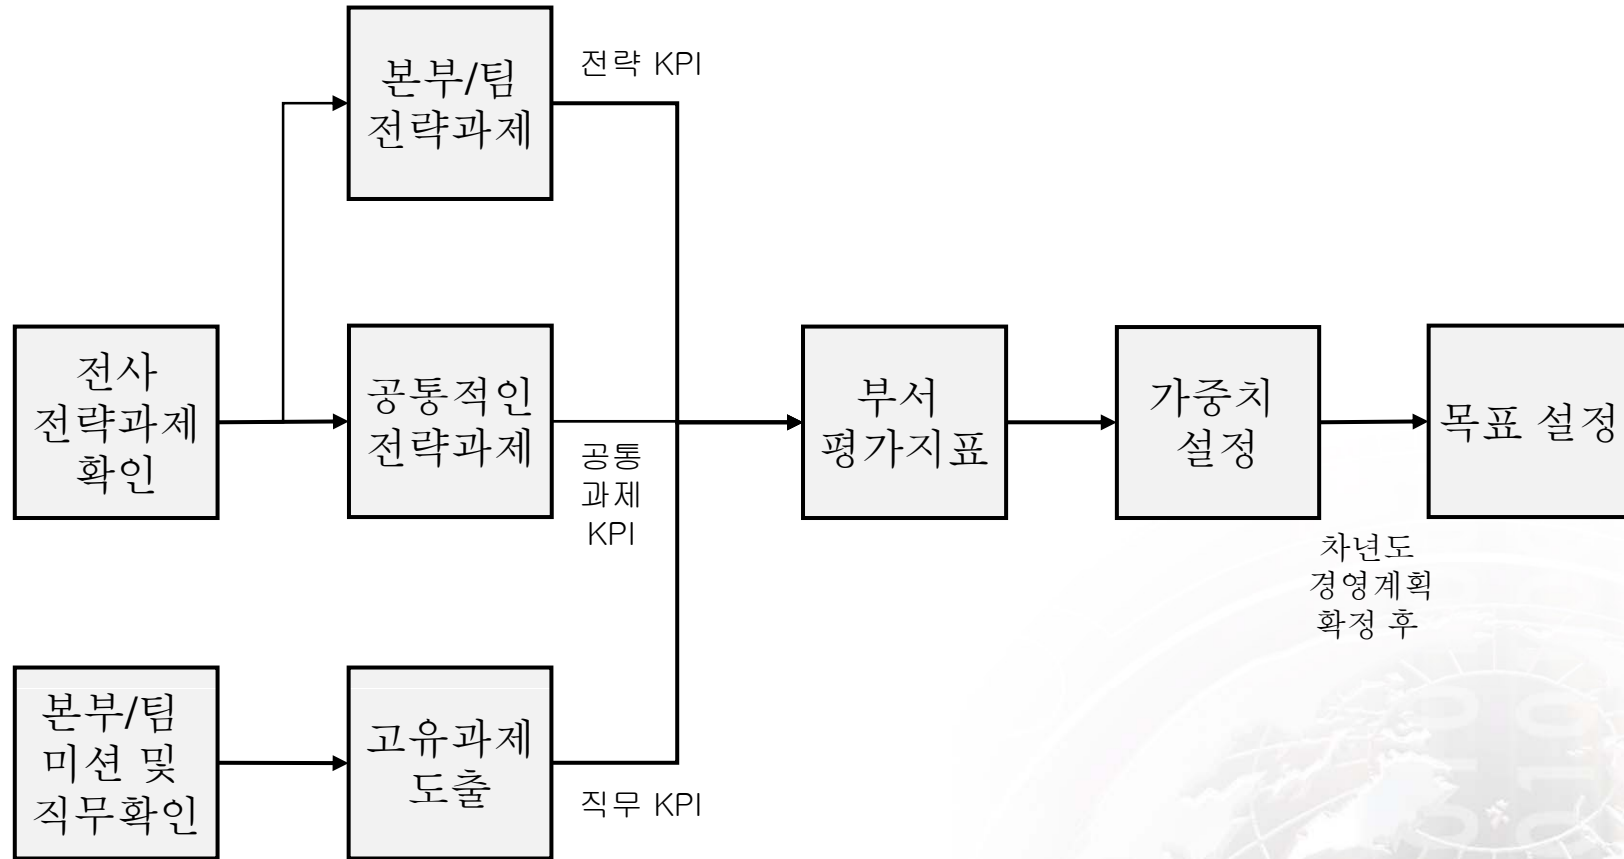 본부/팀
전략과제
전략 KPI
전사
전략과제
확인
공통적인
전략과제
공통
과제
KPI
부서
평가지표
가중치
설정
목표 설정
차년도
경영계획
확정 후
본부/팀
미션 및
직무확인
고유과제
도출
직무 KPI